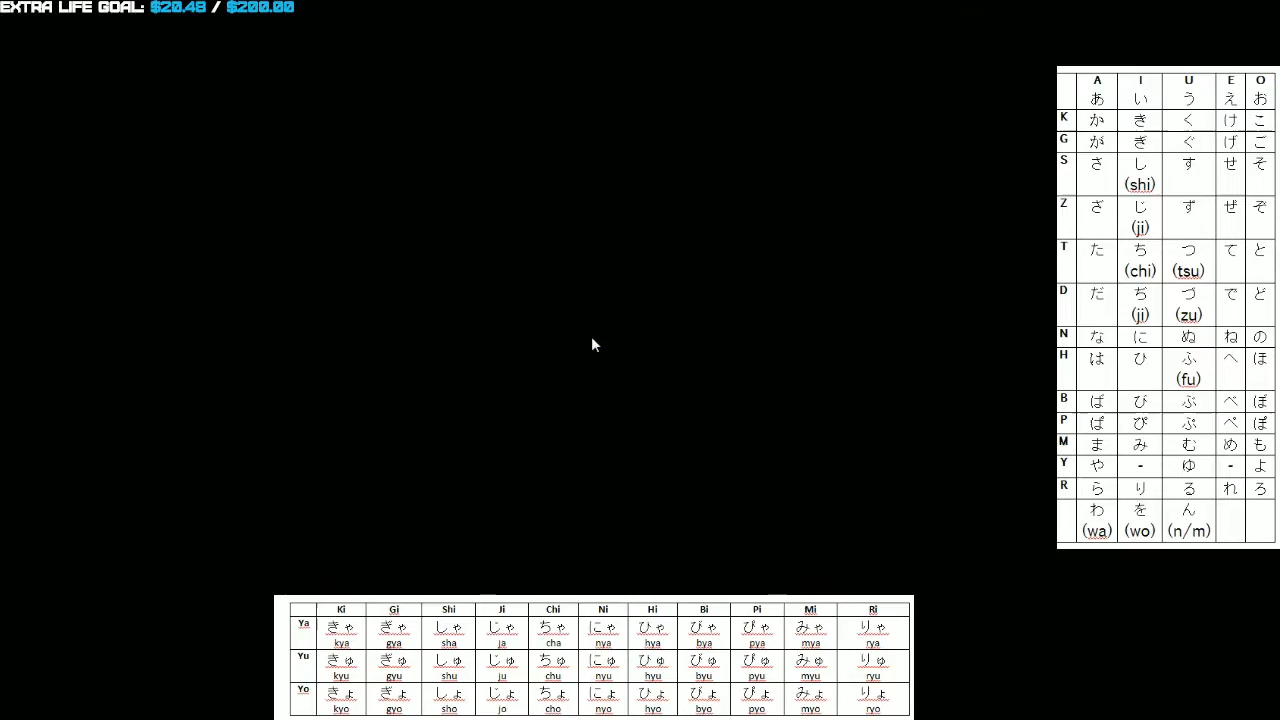 EXTRA LIFE GOAL: $20.48 / $200.00
A I U E O
あ い う え お
K か き く け こ
G が ぎ ぐ げ ご
S さ し す せ そ
(shi)
Z ざ じ ず ぜ ぞ
(ji)
T た ち つ て と
(chi) (tsu)
D だ ぢ づ で ど
(ji) (zu)
N な に ぬ ね の
H は ひ ふ へ ほ
(fu)
B ば び ぶ べ ぼ
P ぱ ぴ ぷ ぺ ぽ
M ま み む め も
Y や - ゆ - よ
R ら り る れ ろ
わ を ん
(wa) (wo) (n/m)
Ki Gi Shi Ji Chi Ni Hi Bi Pi Mi Ri
Ya きゃ ぎゃ しゃ じゃ ちゃ にゃ ひゃ びゃ ぴゃ みゃ りゃ
kya gya sha ja cha nya hya bya pya mya rya
Yu きゅ ぎゅ しゅ じゅ ちゅ にゅ ひゅ びゅ ぴゅ みゅ りゅ
kyu gyu shu ju chu nyu hyu byu pyu myu ryu
Yo きょ ぎょ しょ じょ ちょ にょ ひょ びょ ぴょ みょ りょ
kyo gyo sho jo cho nyo hyo byo pyo myo ryo